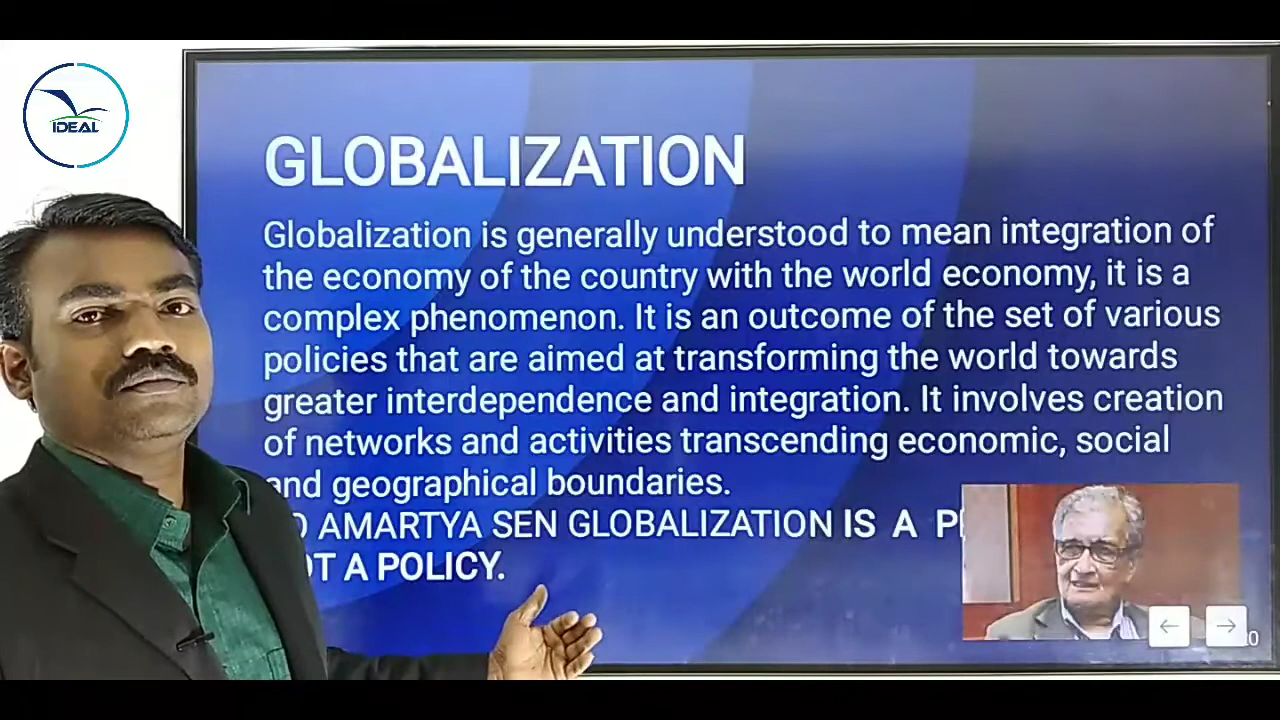 IDEAL
GLOBALIZATION
Globalization is generally understood to mean integration of
the economy of the country with the world economy, it is a
complex phenomenon. It is an outcome of the set of various
policies that are aimed at transforming the world towards
greater interdependence and integration. It involves creation
of networks and activities transcending economic, social
and geographical boundaries.
AMARTYA SEN GLOBALIZATION IS A
A POLICY.